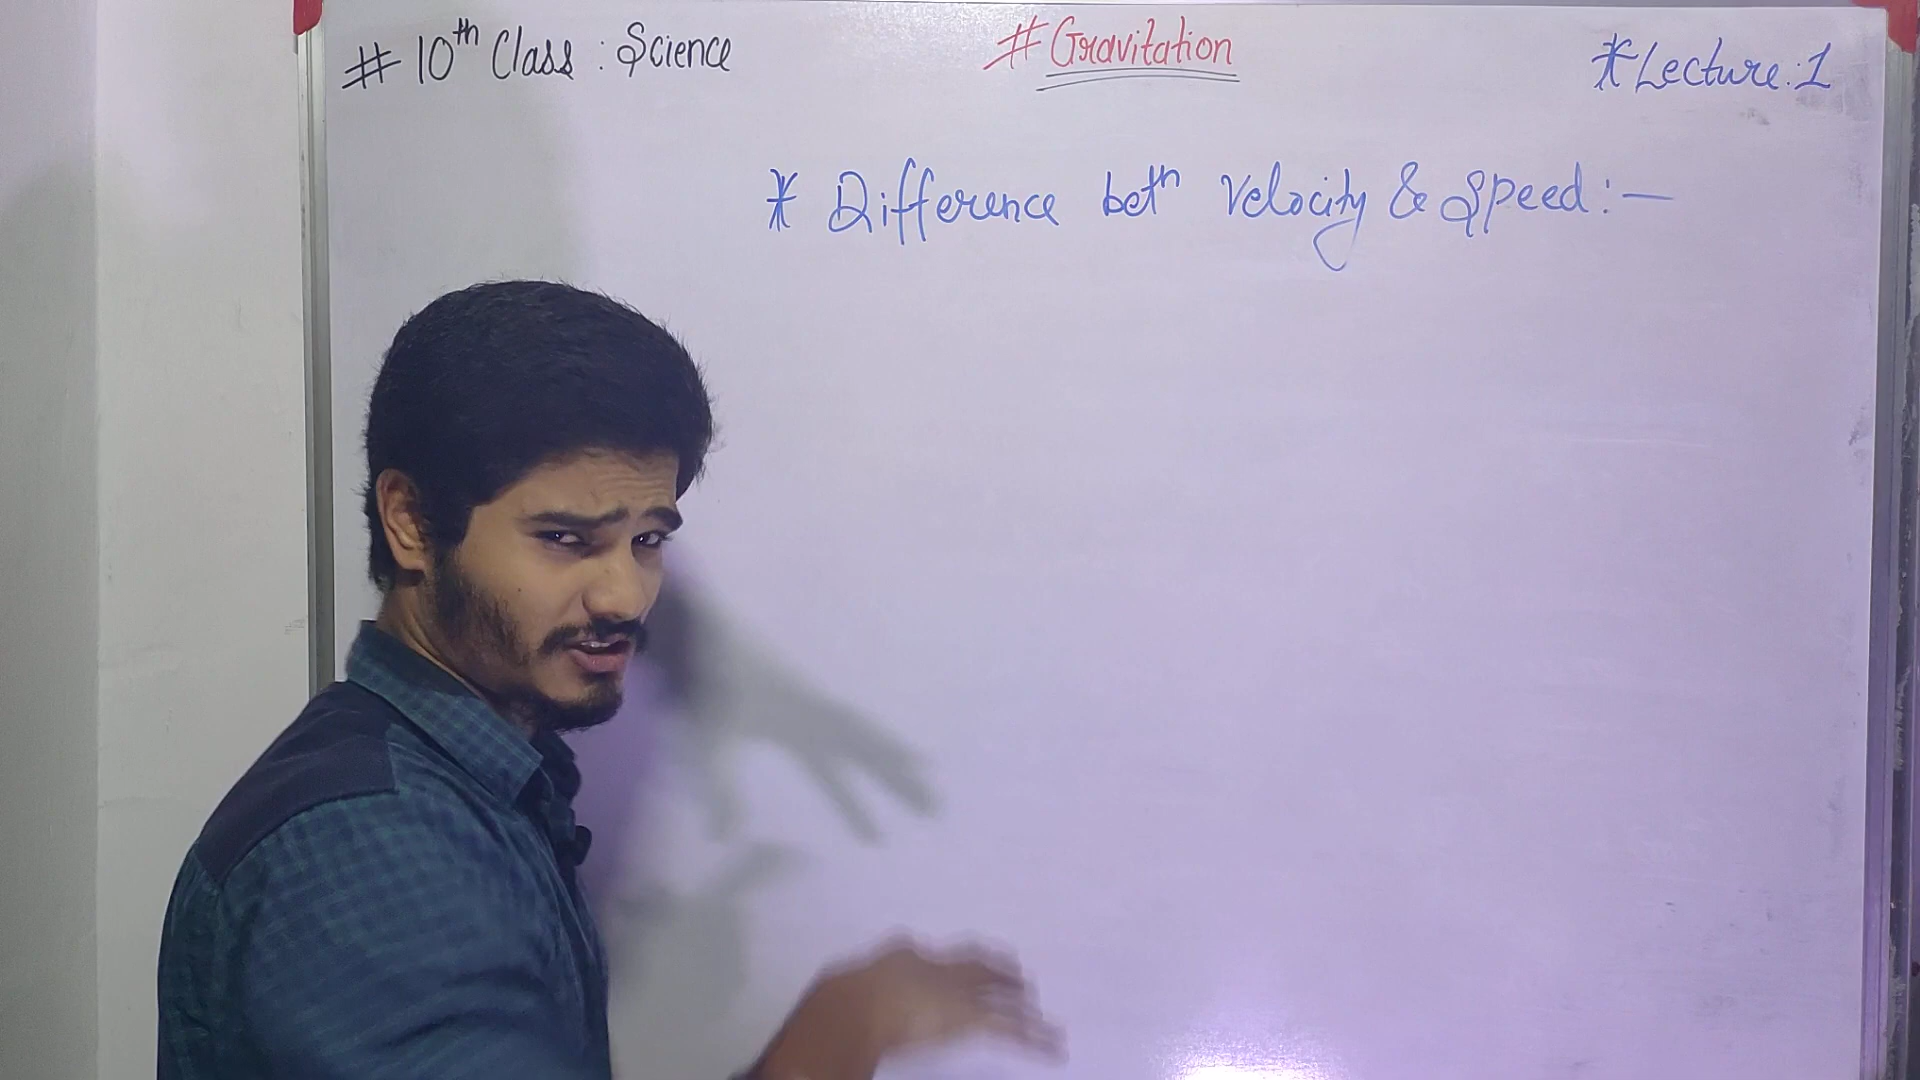 # 10th Class : Science
# Gravitation
* Lecture : 1
* Difference betn Velocity & Speed : —